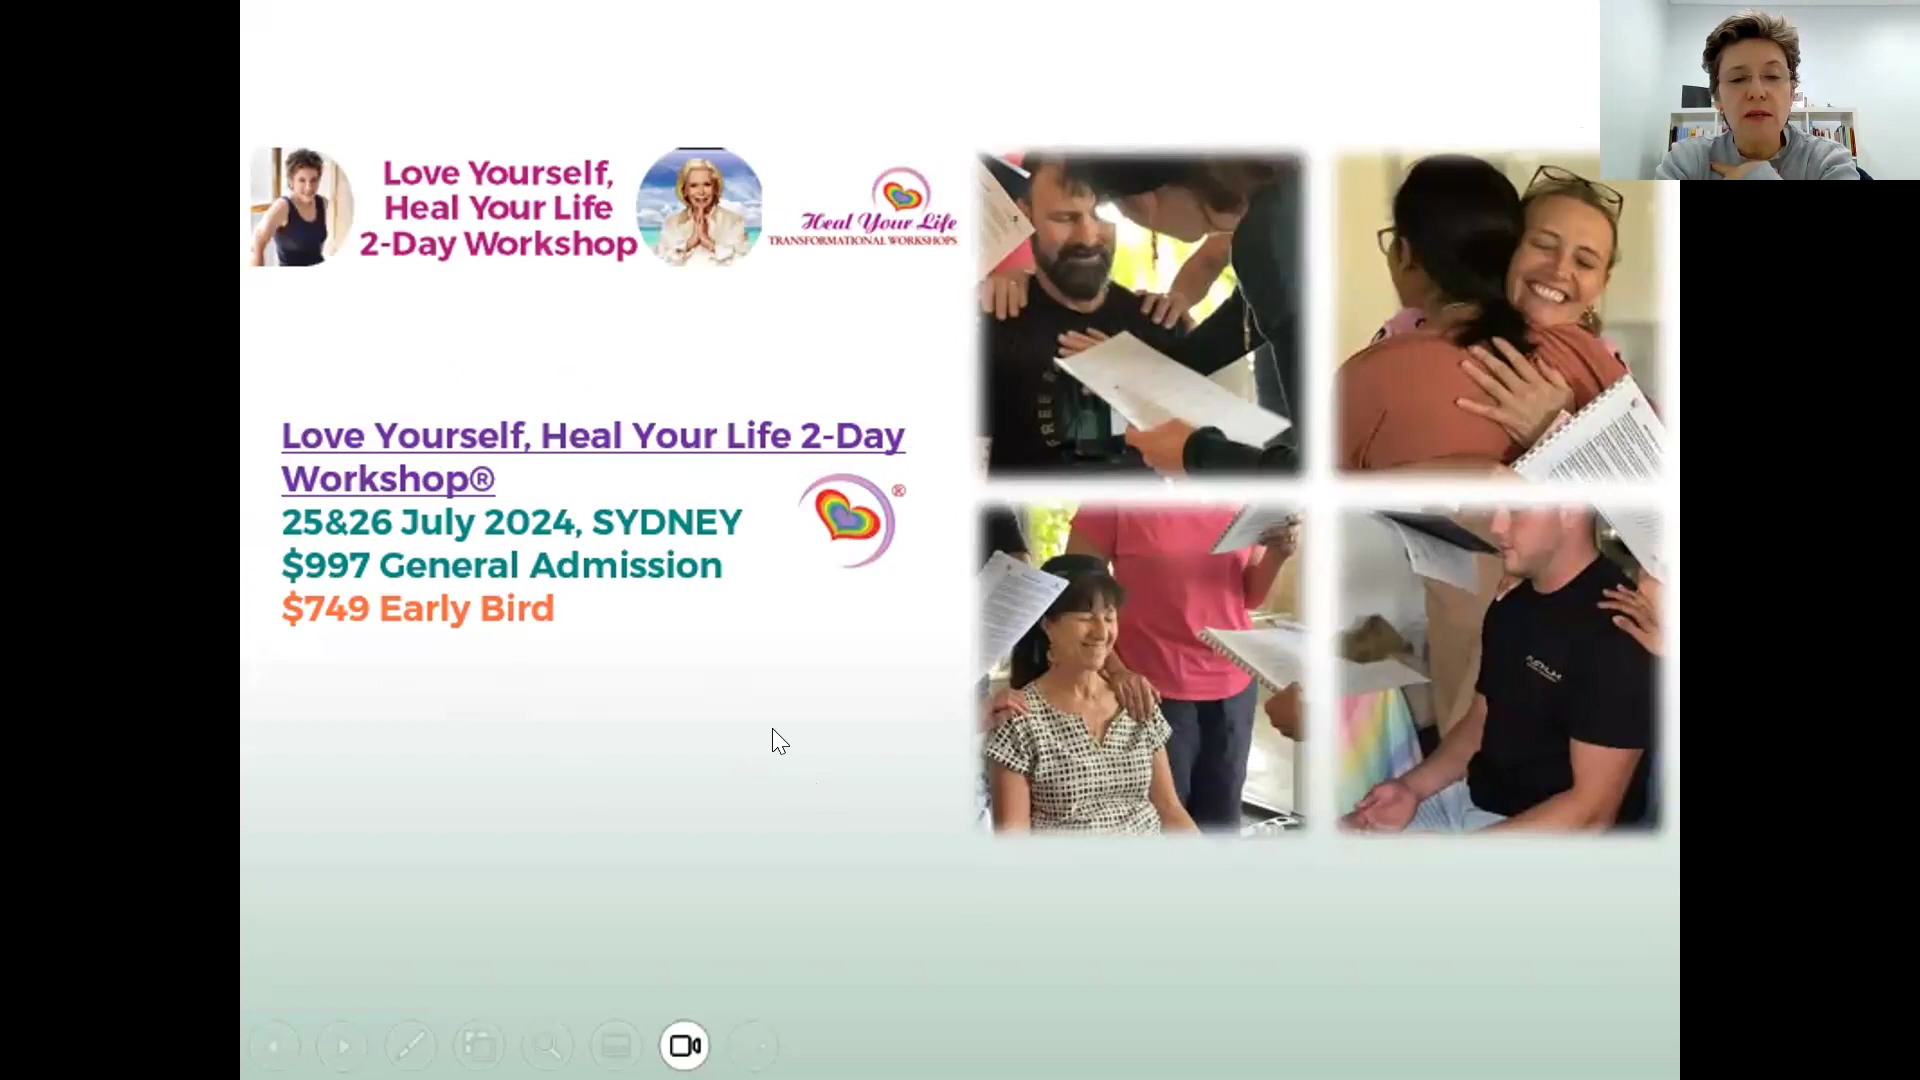 Love Yourself,
Heal Your Life
2-Day Workshop
Heal Your Life
TRANSFORMATIONAL WORKSHOPS
Love Yourself, Heal Your Life 2-Day
Workshop®
25&26 July 2024, SYDNEY
$997 General Admission
$749 Early Bird
®